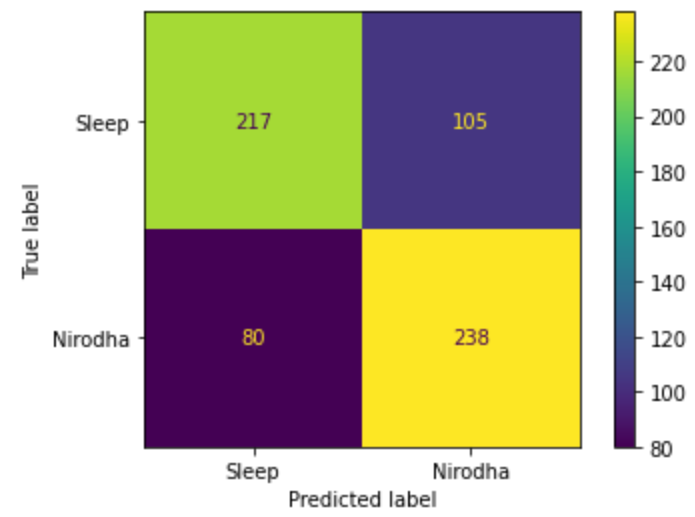 Sleep
217
105
Nirodha
80
238
Sleep
Nirodha
Predicted label
True label
220
200
180
160
140
120
100
80